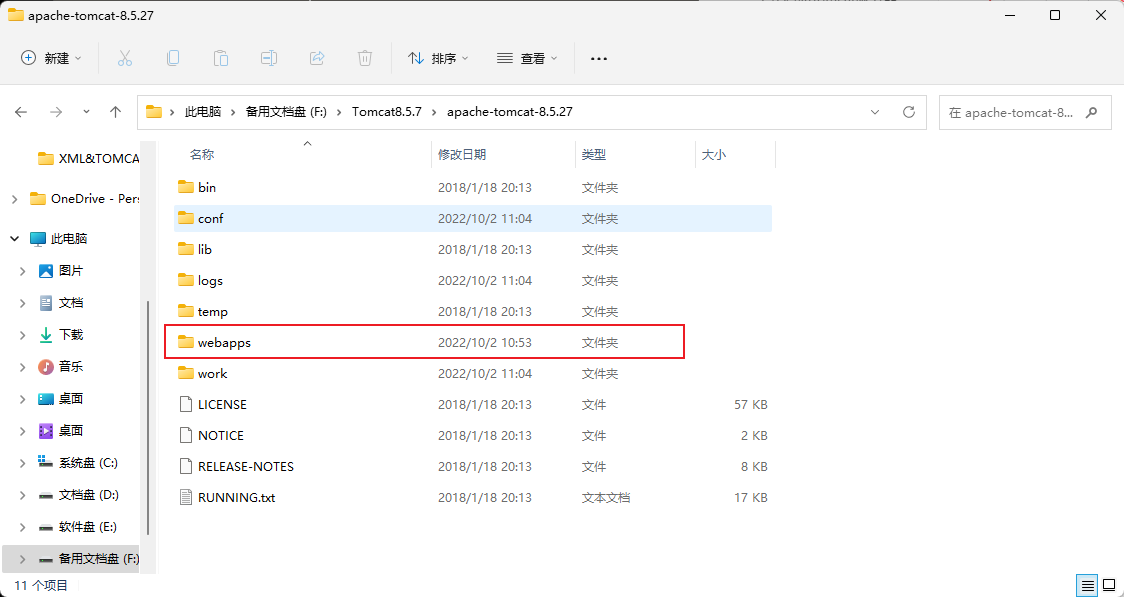 apache-tomcat-8.5.27
新建 排序 查看
此电脑 备用文档盘 (F:) Tomcat8.5.7 apache-tomcat-8.5.27 在 apache-tomcat-8...
名称 修改日期 类型 大小
XML&TOMCA
OneDrive - Pers
此电脑
图片
文档
下载
音乐
桌面
桌面
系统盘 (C:)
文档盘 (D:)
软件盘 (E:)
备用文档盘 (F:)
bin 2018/1/18 20:13 文件夹
conf 2022/10/2 11:04 文件夹
lib 2018/1/18 20:13 文件夹
logs 2022/10/2 11:04 文件夹
temp 2018/1/18 20:13 文件夹
webapps 2022/10/2 10:53 文件夹
work 2022/10/2 11:04 文件夹
LICENSE 2018/1/18 20:13 文件 57 KB
NOTICE 2018/1/18 20:13 文件 2 KB
RELEASE-NOTES 2018/1/18 20:13 文件 8 KB
RUNNING.txt 2018/1/18 20:13 文本文档 17 KB
11 个项目